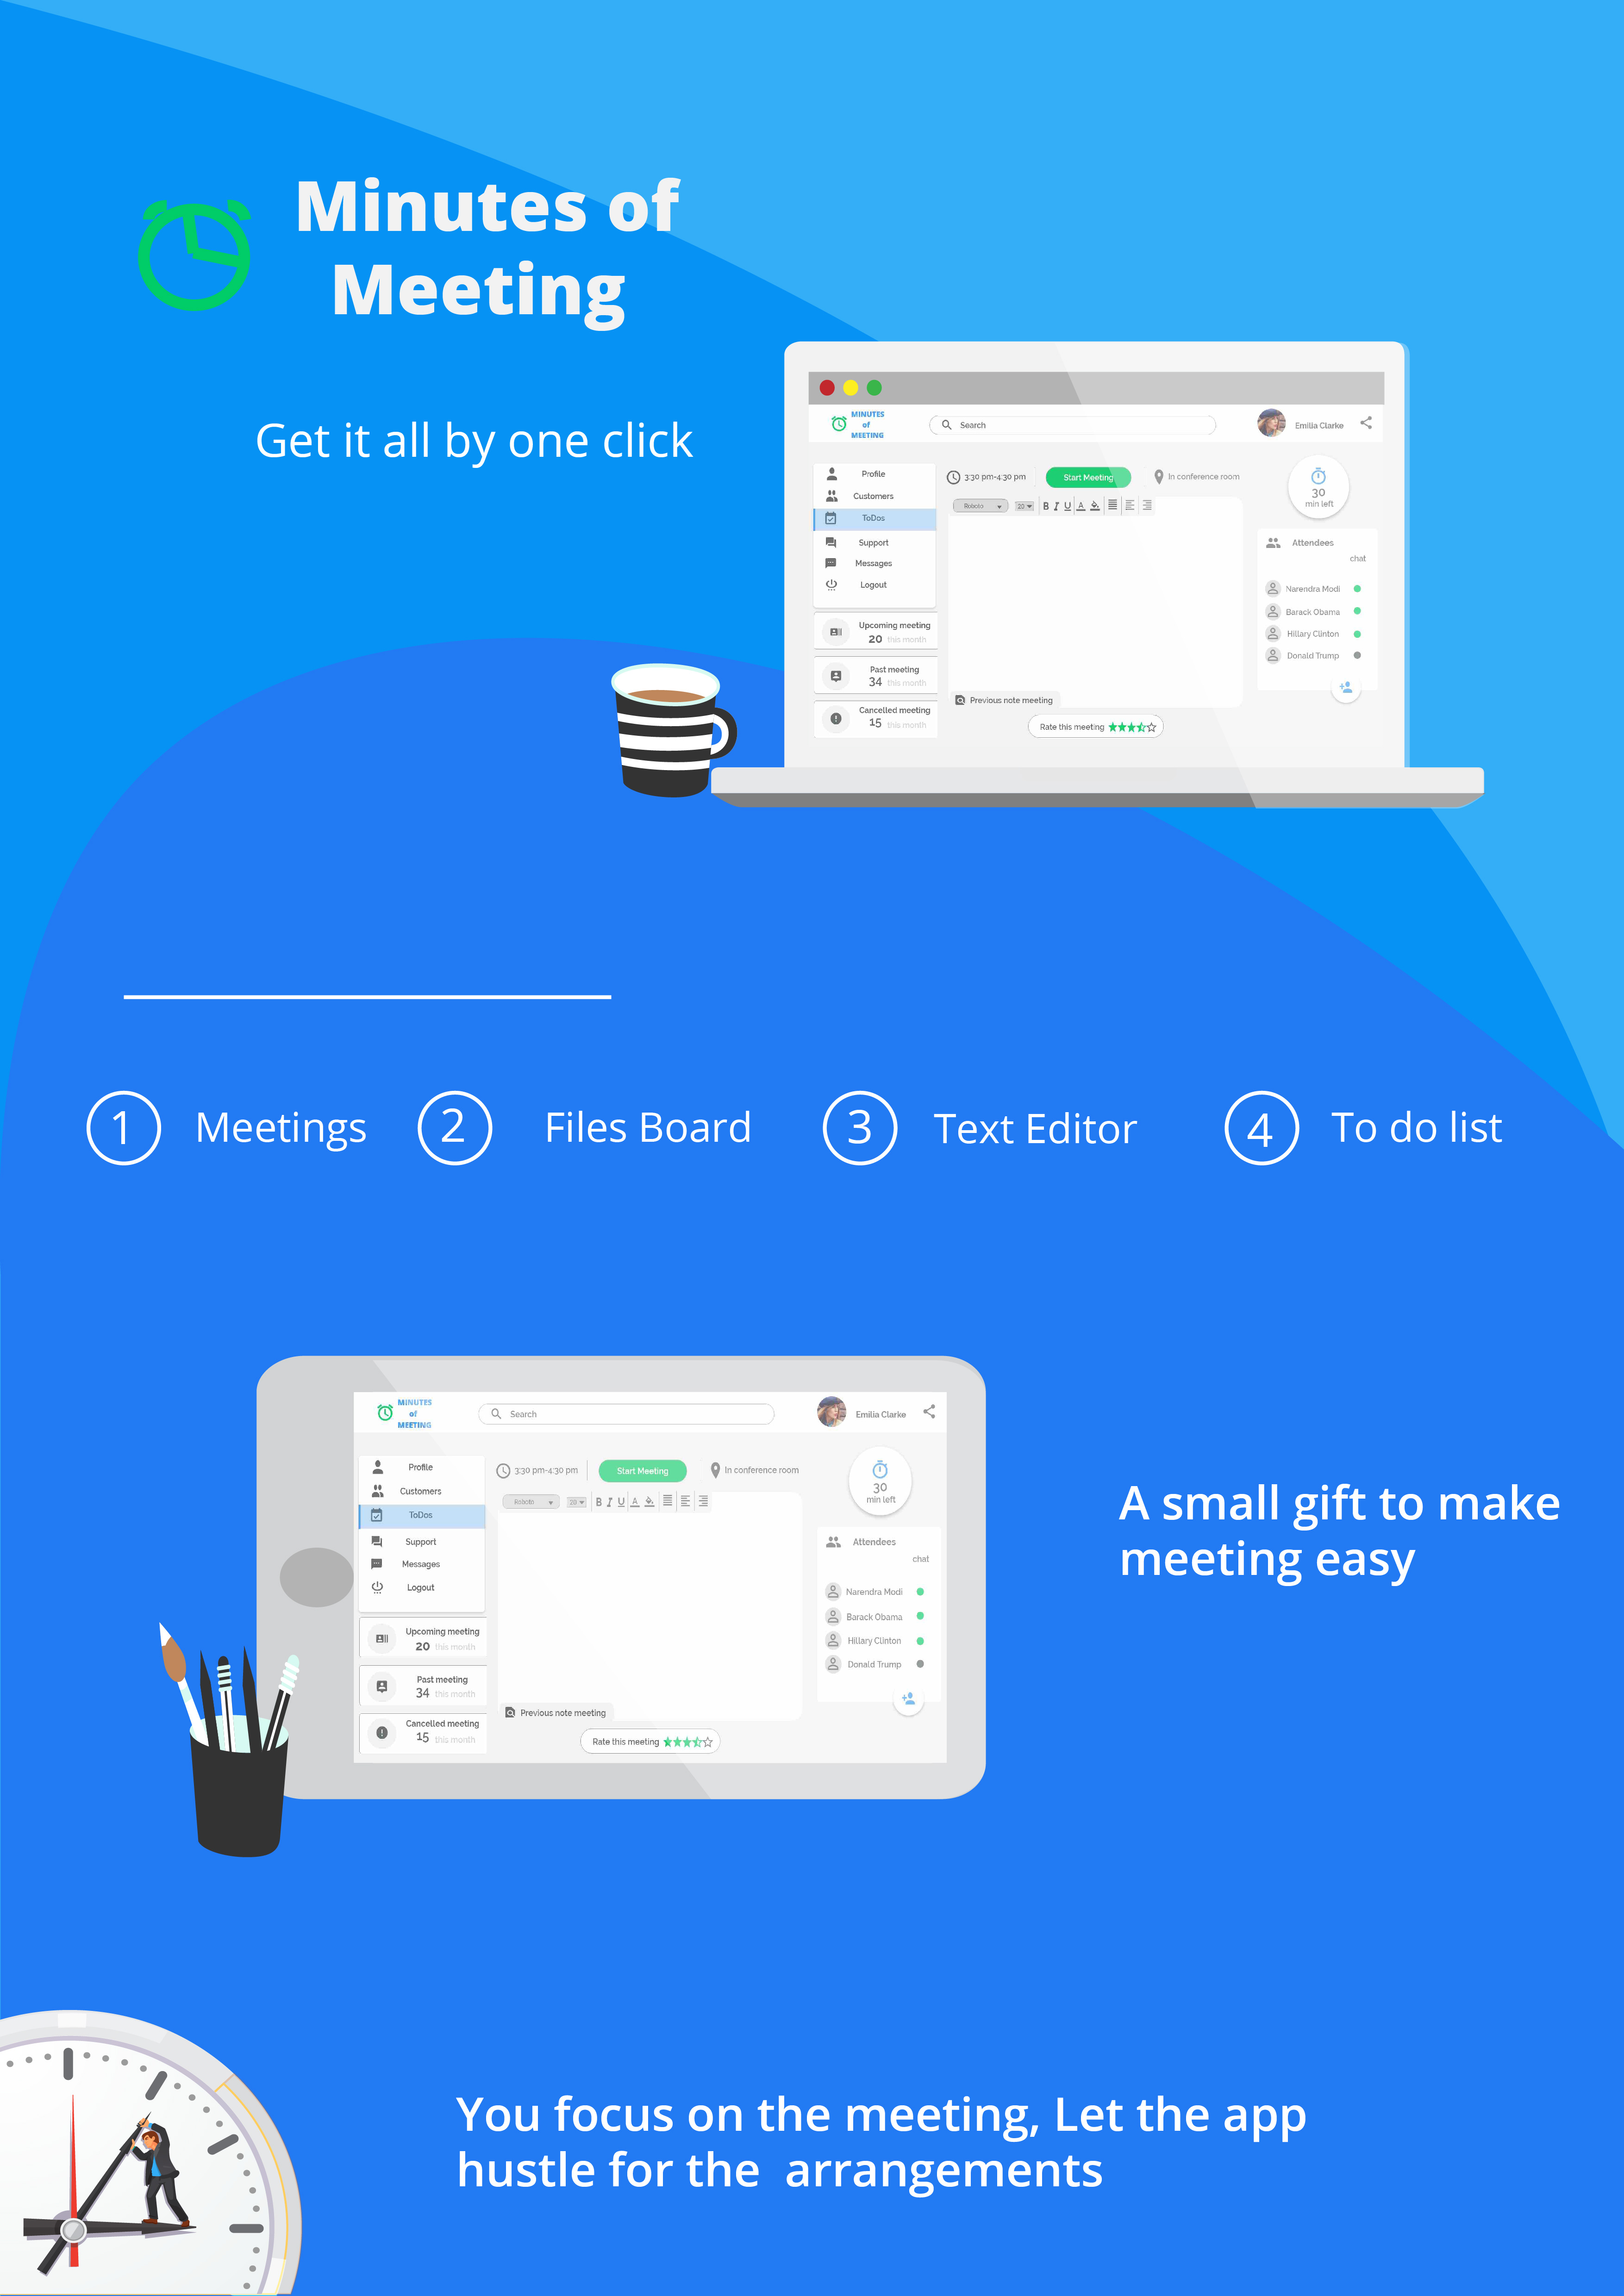 Minutes of
Meeting
Get it all by one click
MINUTES
of
MEETING
Search
Emilia Clarke
Profile
Customers
ToDos
Support
Messages
Logout
3:30 pm-4:30 pm
Start Meeting
In conference room
30
min left
Roboto
20
B I U A
Attendees
chat
Narendra Modi
Barack Obama
Hillary Clinton
Donald Trump
Upcoming meeting
20 this month
Past meeting
34 this month
Cancelled meeting
15 this month
Previous note meeting
Rate this meeting
1 Meetings 2 Files Board 3 Text Editor 4 To do list
MINUTES
of
MEETING
Search
Emilia Clarke
Profile
Customers
ToDos
Support
Messages
Logout
3:30 pm-4:30 pm
Start Meeting
In conference room
30
min left
Roboto
20
B I U A
Attendees
chat
Narendra Modi
Barack Obama
Hillary Clinton
Donald Trump
Upcoming meeting
20 this month
Past meeting
34 this month
Cancelled meeting
15 this month
Previous note meeting
Rate this meeting
A small gift to make
meeting easy
You focus on the meeting, Let the app
hustle for the arrangements